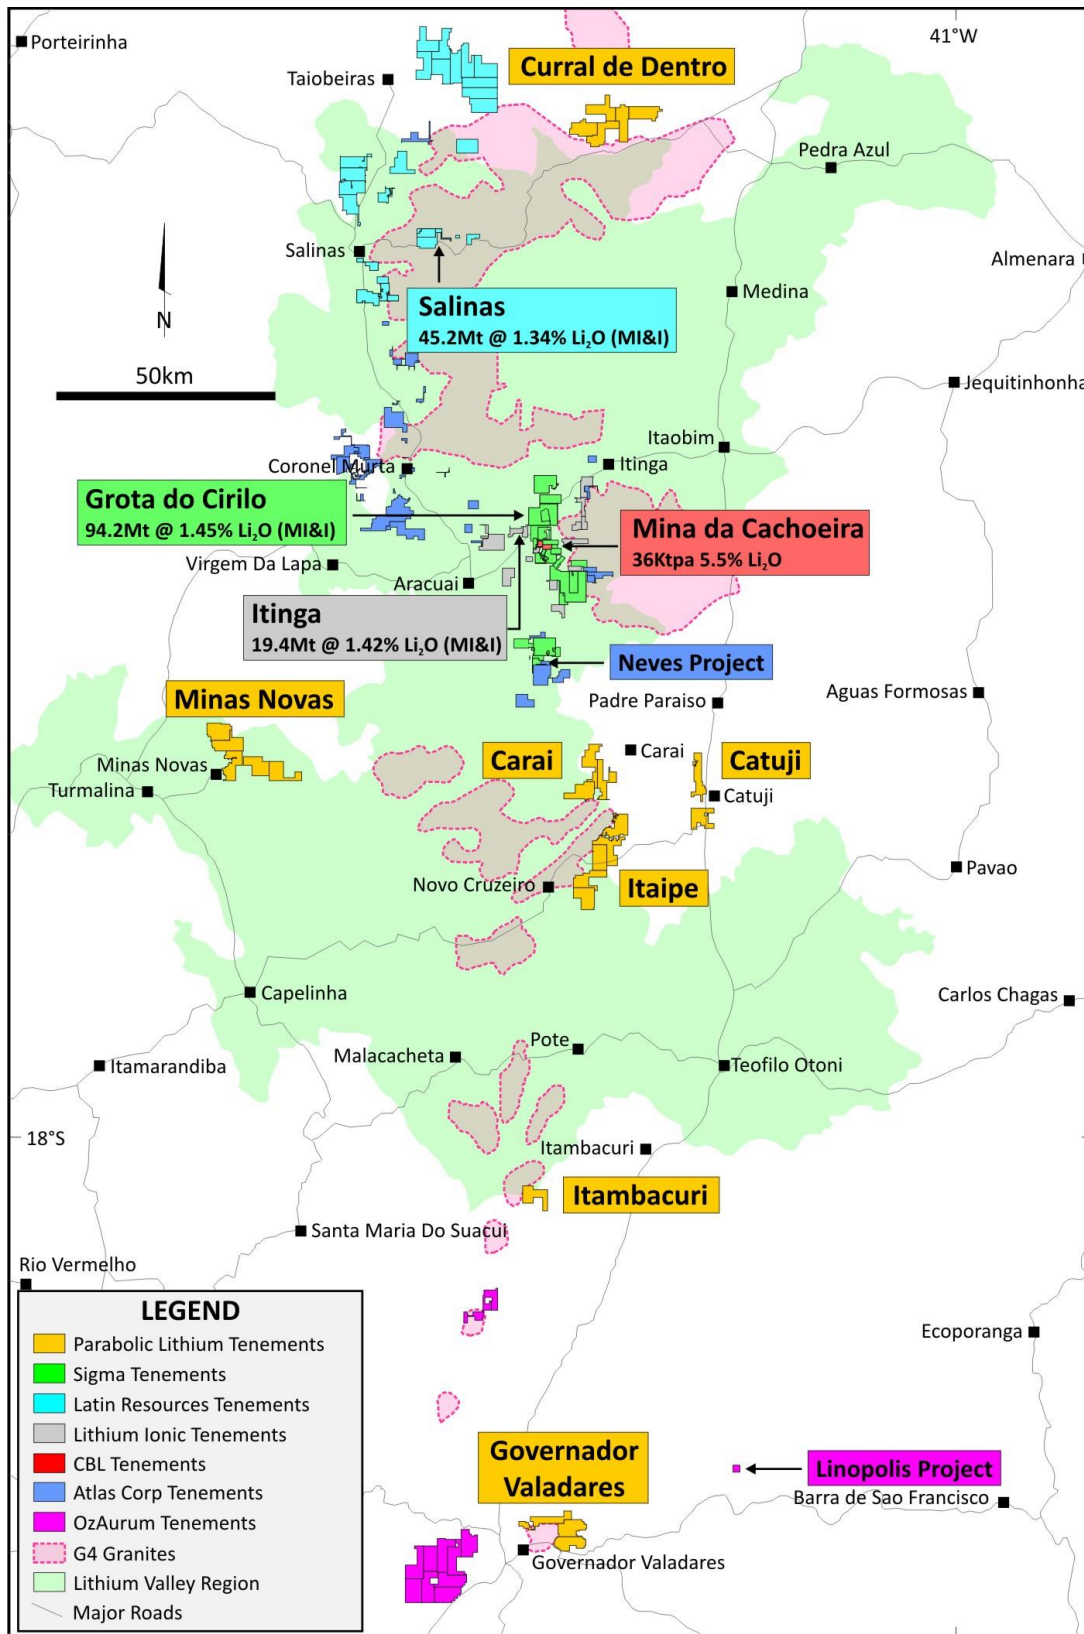 Porteirinha
41°W
Curral de Dentro
Taiobeiras
Pedra Azul
Salinas
Almenara
Medina
N
Salinas
45.2Mt @ 1.34% Li₂O (MI&I)
50km
Jequitinhonha
Itaobim
Coronel Murta
Itinga
Grota do Cirilo
94.2Mt @ 1.45% Li₂O (MI&I)
Mina da Cachoeira
36Ktpa 5.5% Li₂O
Virgem Da Lapa
Aracuai
Itinga
19.4Mt @ 1.42% Li₂O (MI&I)
Neves Project
Minas Novas
Padre Paraiso
Aguas Formosas
Carai
Carai
Catuji
Minas Novas
Turmalina
Catuji
Novo Cruzeiro
Itaipe
Pavao
Capelinha
Carlos Chagas
Malacacheta
Pote
Itamarandiba
Teofilo Otoni
18°S
Itambacuri
Itambacuri
Santa Maria Do Suacui
Rio Vermelho
Ecoporanga
LEGEND
Parabolic Lithium Tenements
Sigma Tenements
Latin Resources Tenements
Lithium Ionic Tenements
CBL Tenements
Atlas Corp Tenements
OzAurum Tenements
G4 Granites
Lithium Valley Region
Major Roads
Governador
Valadares
Linopolis Project
Barra de Sao Francisco
Governador Valadares